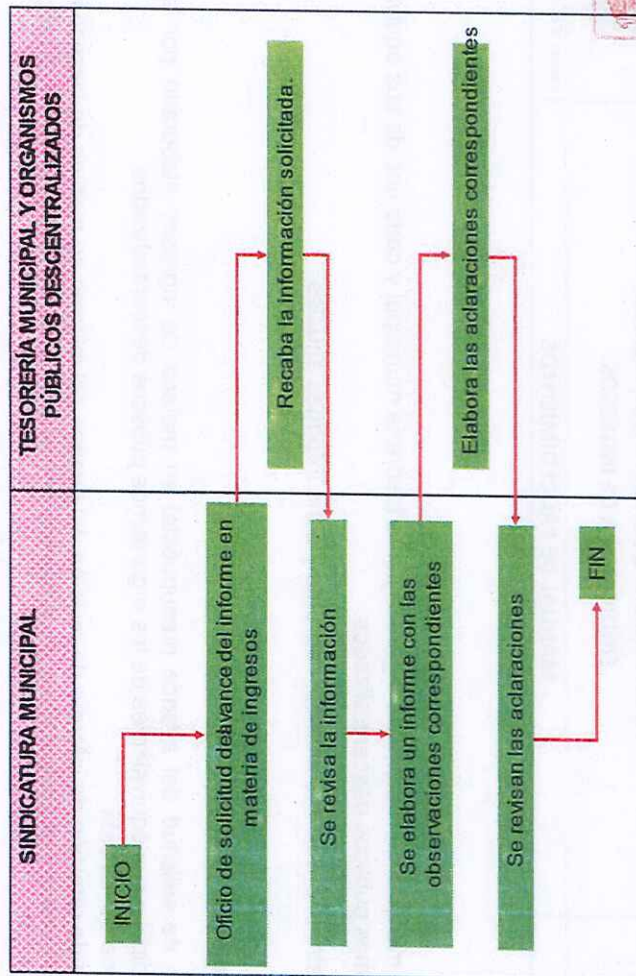 SINDICATURA MUNICIPAL
TESORERÍA MUNICIPAL Y ORGANISMOS
PÚBLICOS DESCENTRALIZADOS
INICIO
Oficio de solicitud deavance del informe en
materia de ingresos
Recaba la información solicitada.
Se revisa la información
Se elabora un informe con las
observaciones correspondientes
Elabora las aclaraciones correspondientes
Se revisan las aclaraciones
FIN